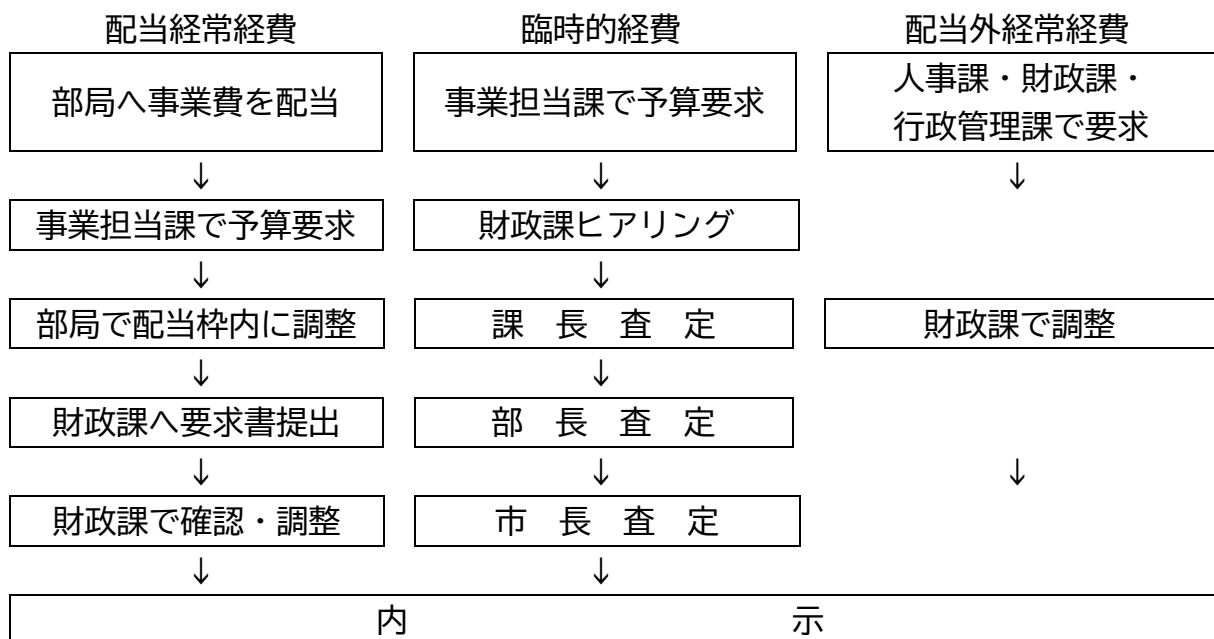 配当経常経費
部局へ事業費を配当
↓
事業担当課で予算要求
↓
部局で配当枠内に調整
↓
財政課へ要求書提出
↓
財政課で確認・調整
↓
臨時的経費
事業担当課で予算要求
↓
財政課ヒアリング
↓
課 長 査 定
↓
部 長 査 定
↓
市 長 査 定
↓
配当外経常経費
人事課・財政課・
行政管理課で要求
↓
財政課で調整
↓
内 示